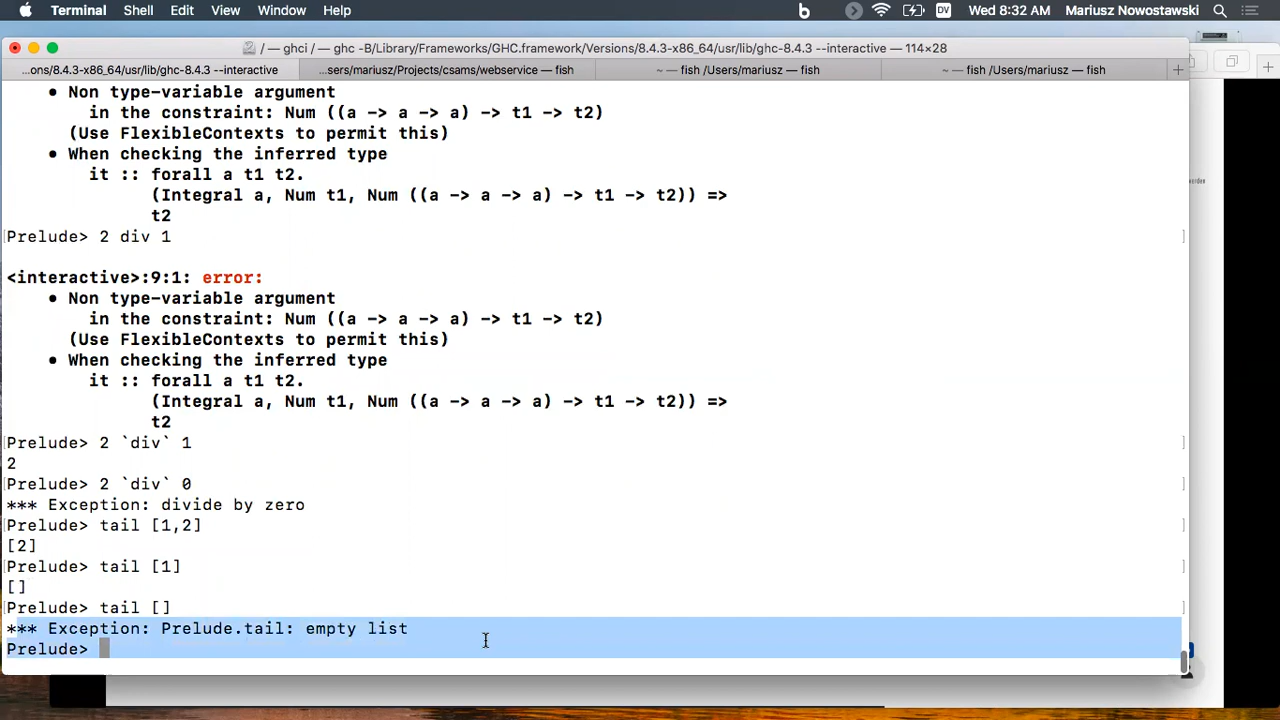 Terminal Shell Edit View Window Help DV Wed 8:32 AM Mariusz Nowostawski
/ — ghci / — ghc -B/Library/Frameworks/GHC.framework/Versions/8.4.3-x86_64/usr/lib/ghc-8.4.3 --interactive — 114×28
...ons/8.4.3-x86_64/usr/lib/ghc-8.4.3 --interactive ...sers/mariusz/Projects/csams/webservice — fish ~ — fish /Users/mariusz — fish ~ — fish /Users/mariusz — fish
• Non type-variable argument
in the constraint: Num ((a -> a -> a) -> t1 -> t2)
(Use FlexibleContexts to permit this)
• When checking the inferred type
it :: forall a t1 t2.
(Integral a, Num t1, Num ((a -> a -> a) -> t1 -> t2)) =>
t2
Prelude> 2 div 1
<interactive>:9:1: error:
• Non type-variable argument
in the constraint: Num ((a -> a -> a) -> t1 -> t2)
(Use FlexibleContexts to permit this)
• When checking the inferred type
it :: forall a t1 t2.
(Integral a, Num t1, Num ((a -> a -> a) -> t1 -> t2)) =>
t2
Prelude> 2 `div` 1
2
Prelude> 2 `div` 0
*** Exception: divide by zero
Prelude> tail [1,2]
[2]
Prelude> tail [1]
[]
Prelude> tail []
*** Exception: Prelude.tail: empty list
Prelude>